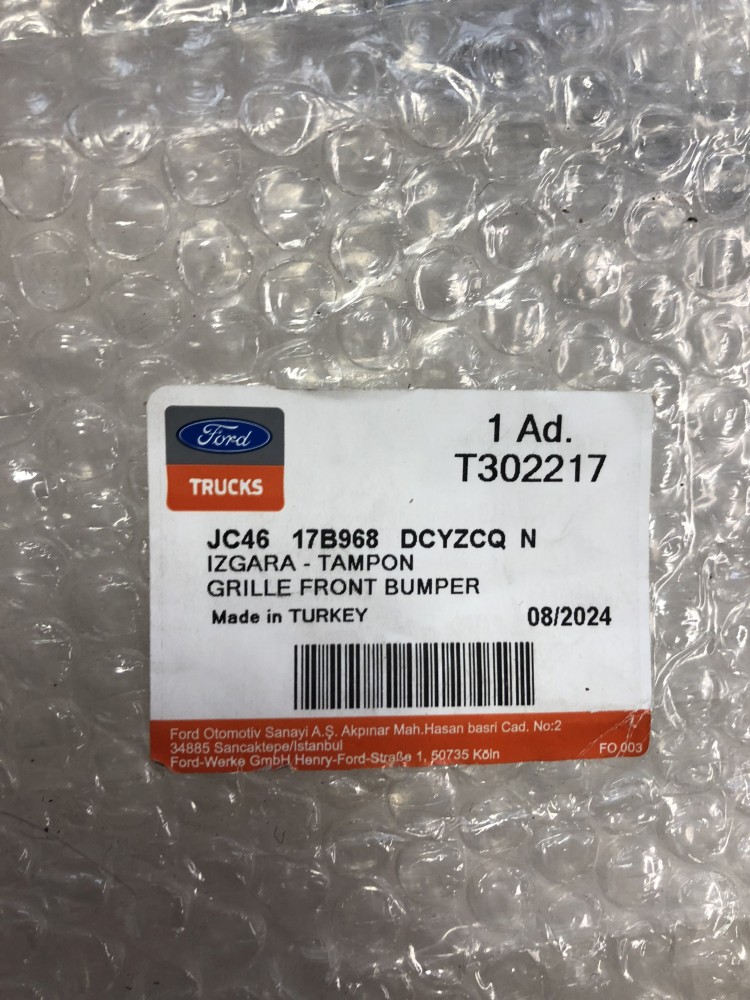 Ford
TRUCKS
1 Ad.
T302217
JC46 17B968 DCYZCQ N
IZGARA - TAMPON
GRILLE FRONT BUMPER
Made in TURKEY
08/2024
Ford Otomotiv Sanayi A.Ş. Akpınar Mah.Hasan basri Cad. No:2
34885 Sancaktepe/İstanbul
Ford-Werke GmbH Henry-Ford-Straße 1, 50735 Köln
FO 003